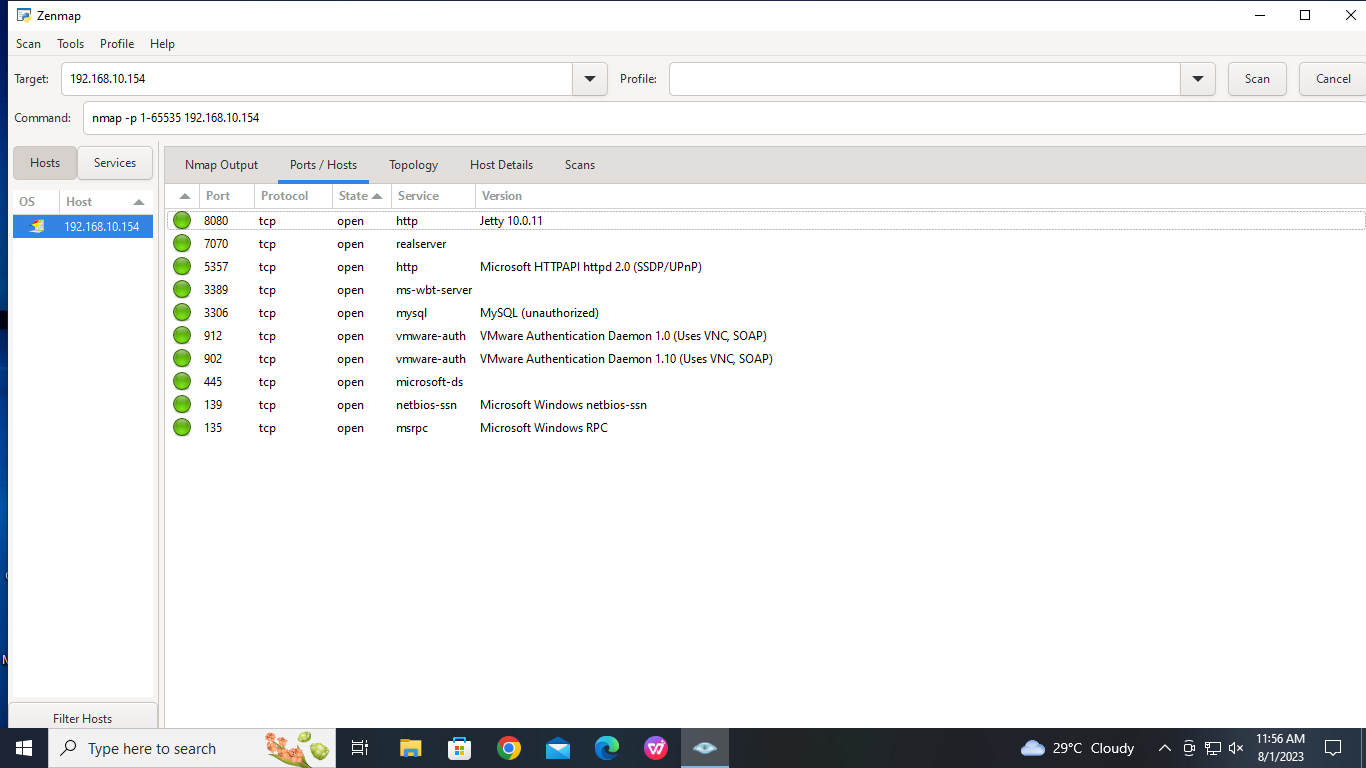 Zenmap
Scan Tools Profile Help
Target: 192.168.10.154 Profile: Scan Cancel
Command: nmap -p 1-65535 192.168.10.154
Hosts Services Nmap Output Ports / Hosts Topology Host Details Scans
OS Host Port Protocol State Service Version
192.168.10.154 8080 tcp open http Jetty 10.0.11
7070 tcp open realserver
5357 tcp open http Microsoft HTTPAPI httpd 2.0 (SSDP/UPnP)
3389 tcp open ms-wbt-server
3306 tcp open mysql MySQL (unauthorized)
912 tcp open vmware-auth VMware Authentication Daemon 1.0 (Uses VNC, SOAP)
902 tcp open vmware-auth VMware Authentication Daemon 1.10 (Uses VNC, SOAP)
445 tcp open microsoft-ds
139 tcp open netbios-ssn Microsoft Windows netbios-ssn
135 tcp open msrpc Microsoft Windows RPC
Filter Hosts
Type here to search 29°C Cloudy 11:56 AM
8/1/2023